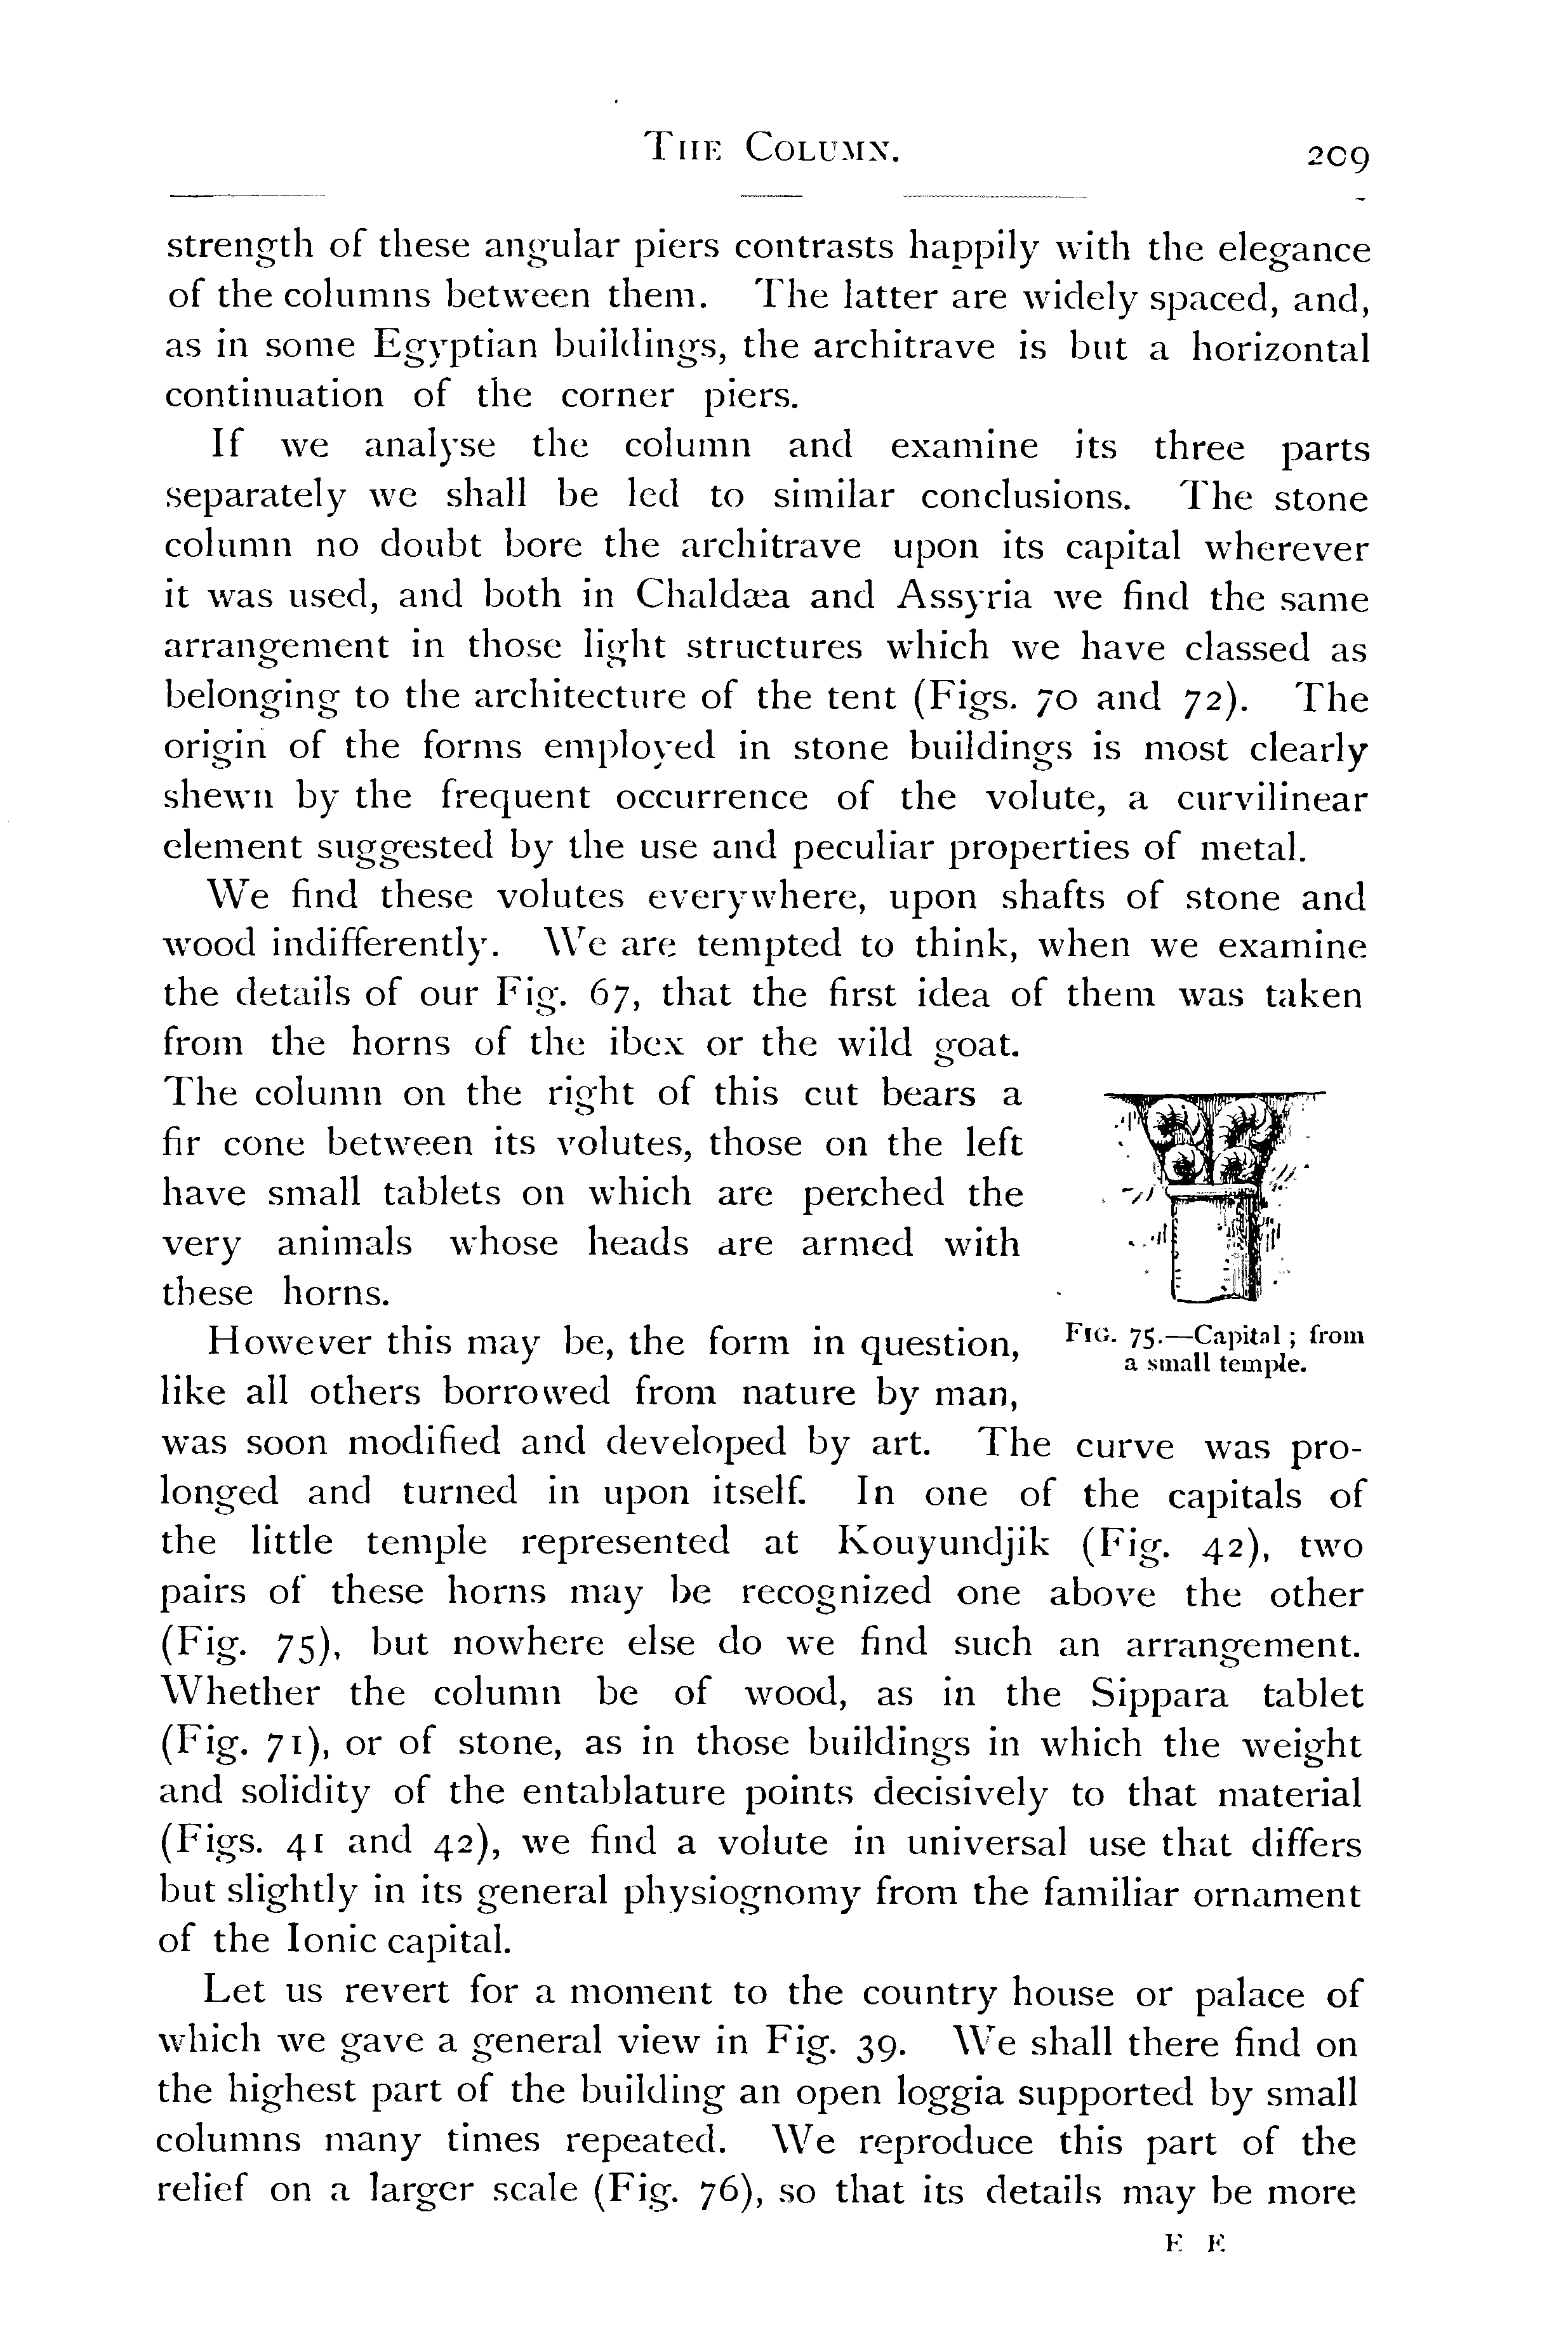 THE COLUMN.
209
strength of these angular piers contrasts happily with the elegance
of the columns between them. The latter are widely spaced, and,
as in some Egyptian buildings, the architrave is but a horizontal
continuation of the corner piers.
If we analyse the column and examine its three parts
separately we shall be led to similar conclusions. The stone
column no doubt bore the architrave upon its capital wherever
it was used, and both in Chaldæa and Assyria we find the same
arrangement in those light structures which we have classed as
belonging to the architecture of the tent (Figs. 70 and 72). The
origin of the forms employed in stone buildings is most clearly
shewn by the frequent occurrence of the volute, a curvilinear
element suggested by the use and peculiar properties of metal.
We find these volutes everywhere, upon shafts of stone and
wood indifferently. We are tempted to think, when we examine
the details of our Fig. 67, that the first idea of them was taken
from the horns of the ibex or the wild goat.
The column on the right of this cut bears a
fir cone between its volutes, those on the left
have small tablets on which are perched the
very animals whose heads are armed with
these horns.
However this may be, the form in question,
like all others borrowed from nature by man,
FIG. 75.—Capital; from
a small temple.
was soon modified and developed by art. The curve was pro-
longed and turned in upon itself. In one of the capitals of
the little temple represented at Kouyundjik (Fig. 42), two
pairs of these horns may be recognized one above the other
(Fig. 75), but nowhere else do we find such an arrangement.
Whether the column be of wood, as in the Sippara tablet
(Fig. 71), or of stone, as in those buildings in which the weight
and solidity of the entablature points decisively to that material
(Figs. 41 and 42), we find a volute in universal use that differs
but slightly in its general physiognomy from the familiar ornament
of the Ionic capital.
Let us revert for a moment to the country house or palace of
which we gave a general view in Fig. 39. We shall there find on
the highest part of the building an open loggia supported by small
columns many times repeated. We reproduce this part of the
relief on a larger scale (Fig. 76), so that its details may be more
E E